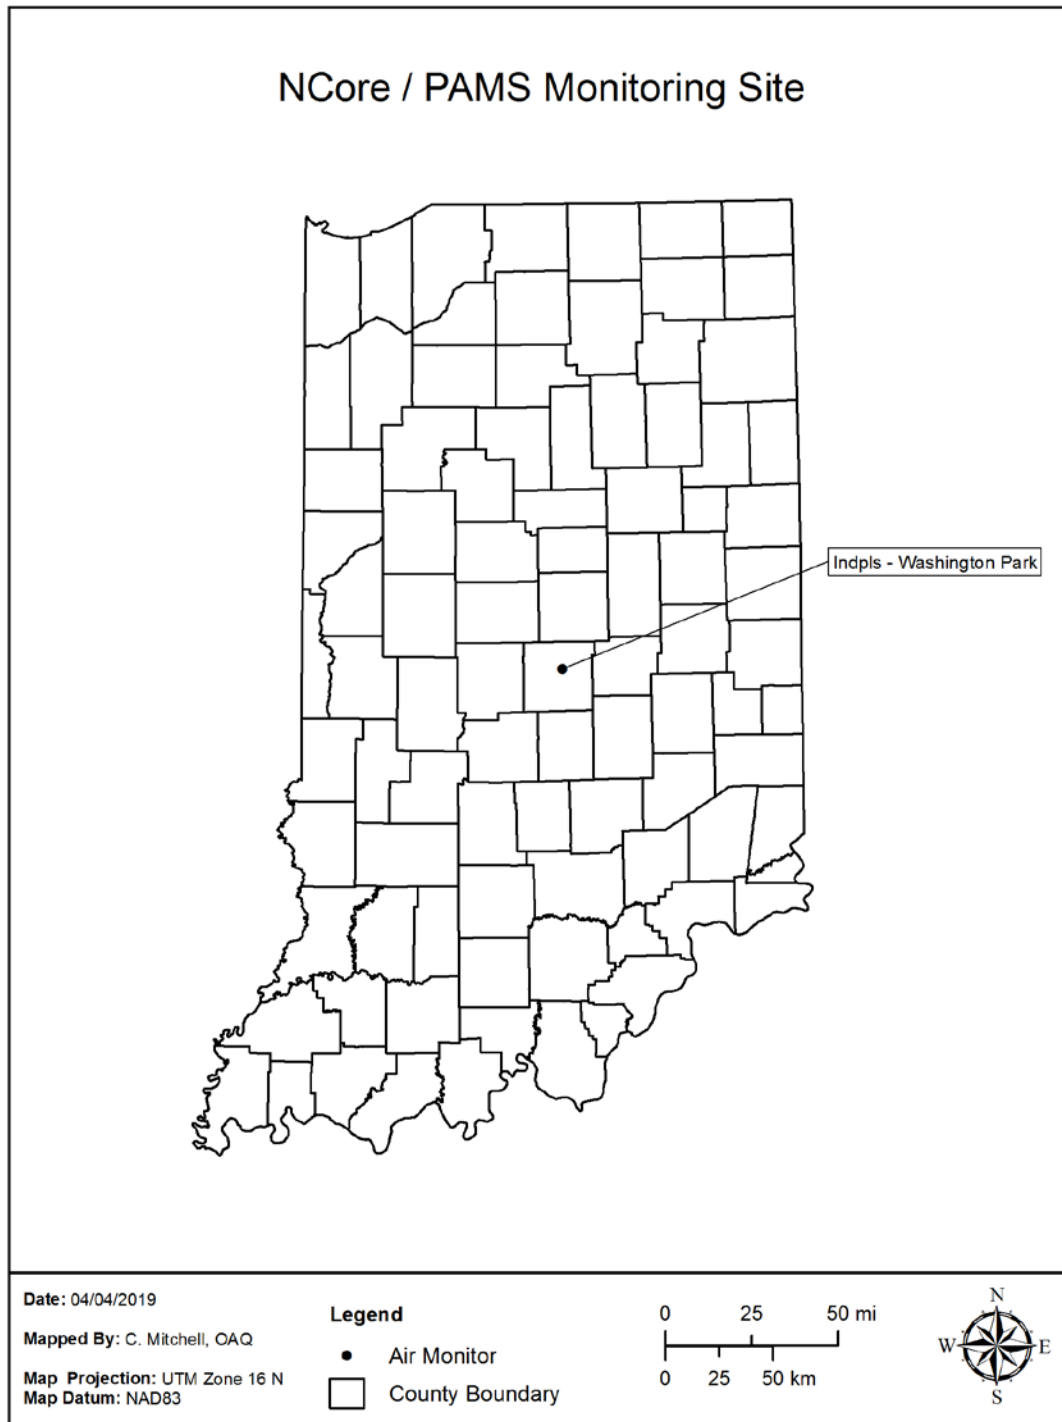 NCore / PAMS Monitoring Site
Indpls - Washington Park
Date: 04/04/2019
Mapped By: C. Mitchell, OAQ
Map Projection: UTM Zone 16 N
Map Datum: NAD83
Legend
Air Monitor
County Boundary
0 25 50 mi
0 25 50 km
N
W E
S